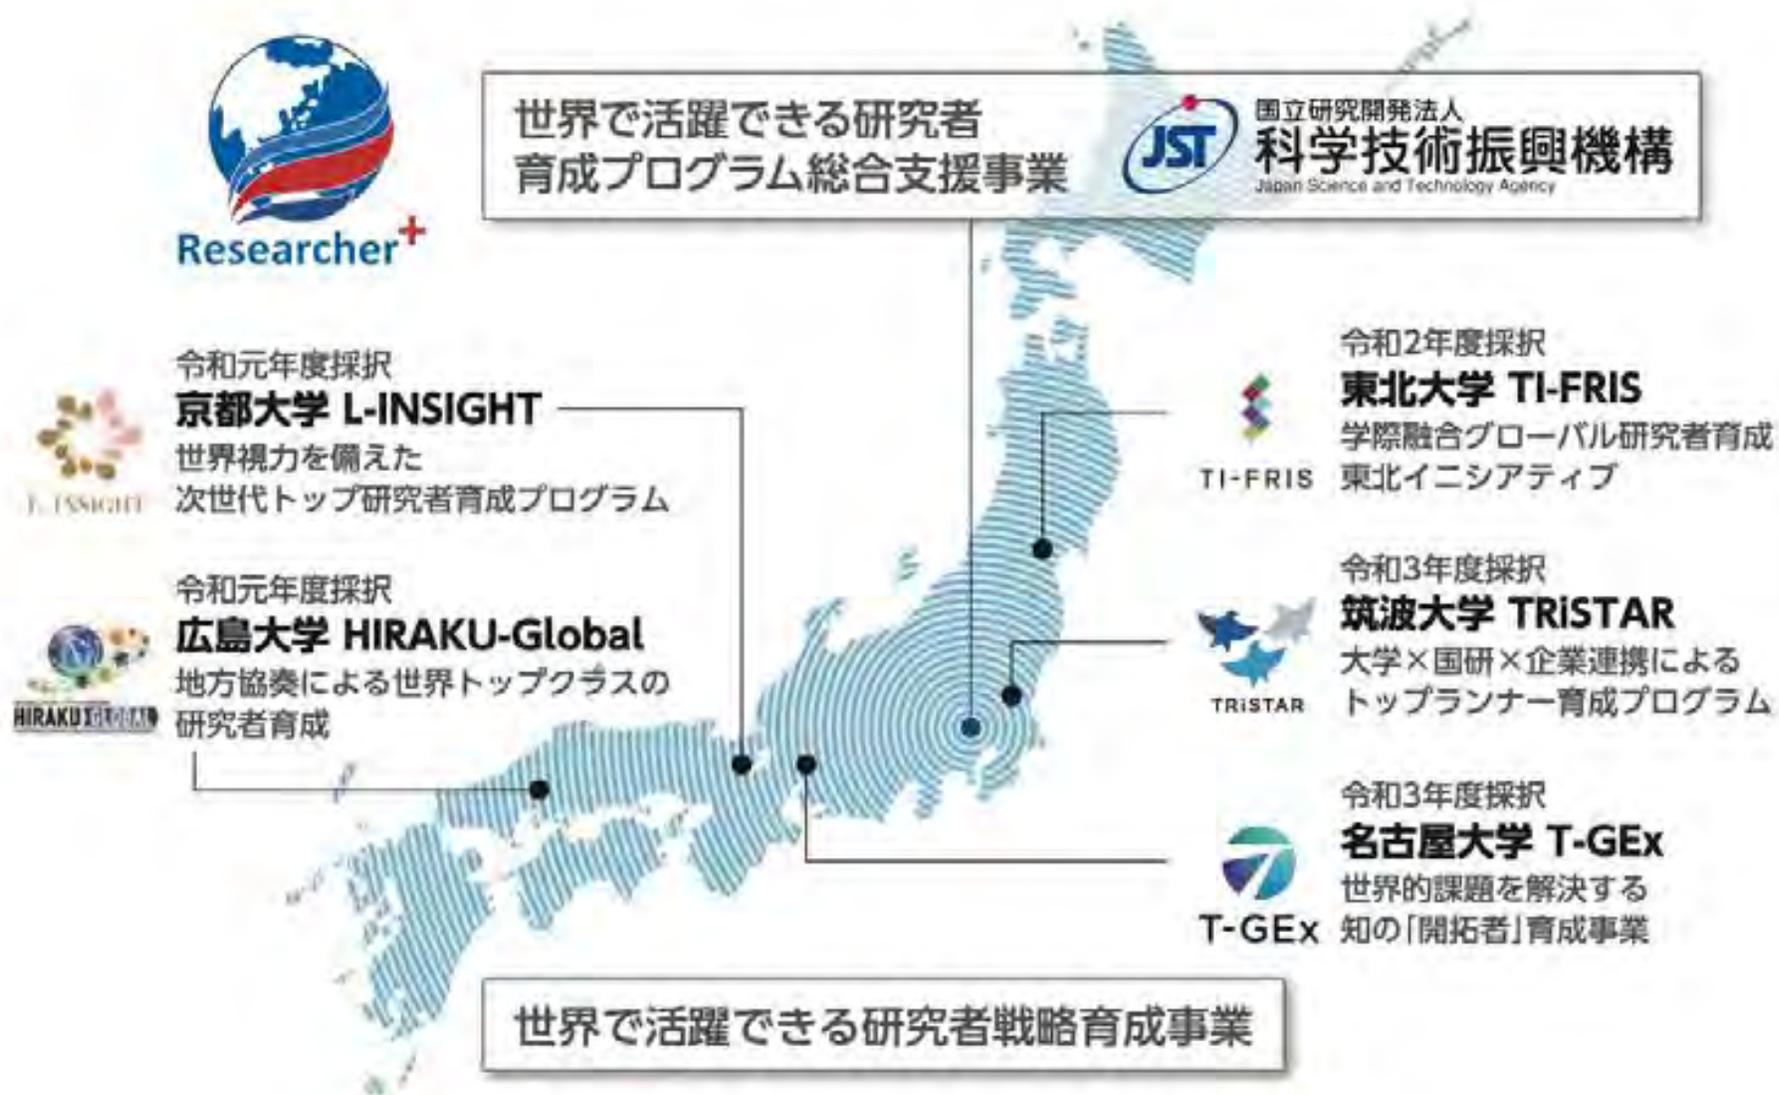 世界で活躍できる研究者
育成プログラム総合支援事業
JST
国立研究開発法人
科学技術振興機構
Japan Science and Technology Agency
Researcher+
令和元年度採択
京都大学 L-INSIGHT
世界視力を備えた
次世代トップ研究者育成プログラム
L-INSIGHT
令和元年度採択
広島大学 HIRAKU-Global
地方協奏による世界トップクラスの
研究者育成
HIRAKU GLOBAL
令和2年度採択
東北大学 TI-FRIS
学際融合グローバル研究者育成
東北イニシアティブ
TI-FRIS
令和3年度採択
筑波大学 TRiSTAR
大学×国研×企業連携による
トップランナー育成プログラム
TRiSTAR
令和3年度採択
名古屋大学 T-GEx
世界的課題を解決する
知の「開拓者」育成事業
T-GEx
世界で活躍できる研究者戦略育成事業